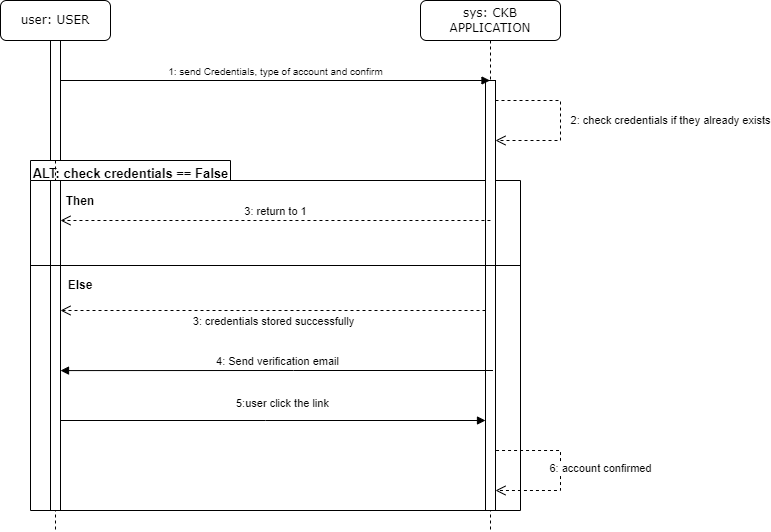 user: USER
sys: CKB
APPLICATION
1: send Credentials, type of account and confirm
2: check credentials if they already exists
ALT: check credentials == False
Then
3: return to 1
Else
3: credentials stored successfully
4: Send verification email
5:user click the link
6: account confirmed